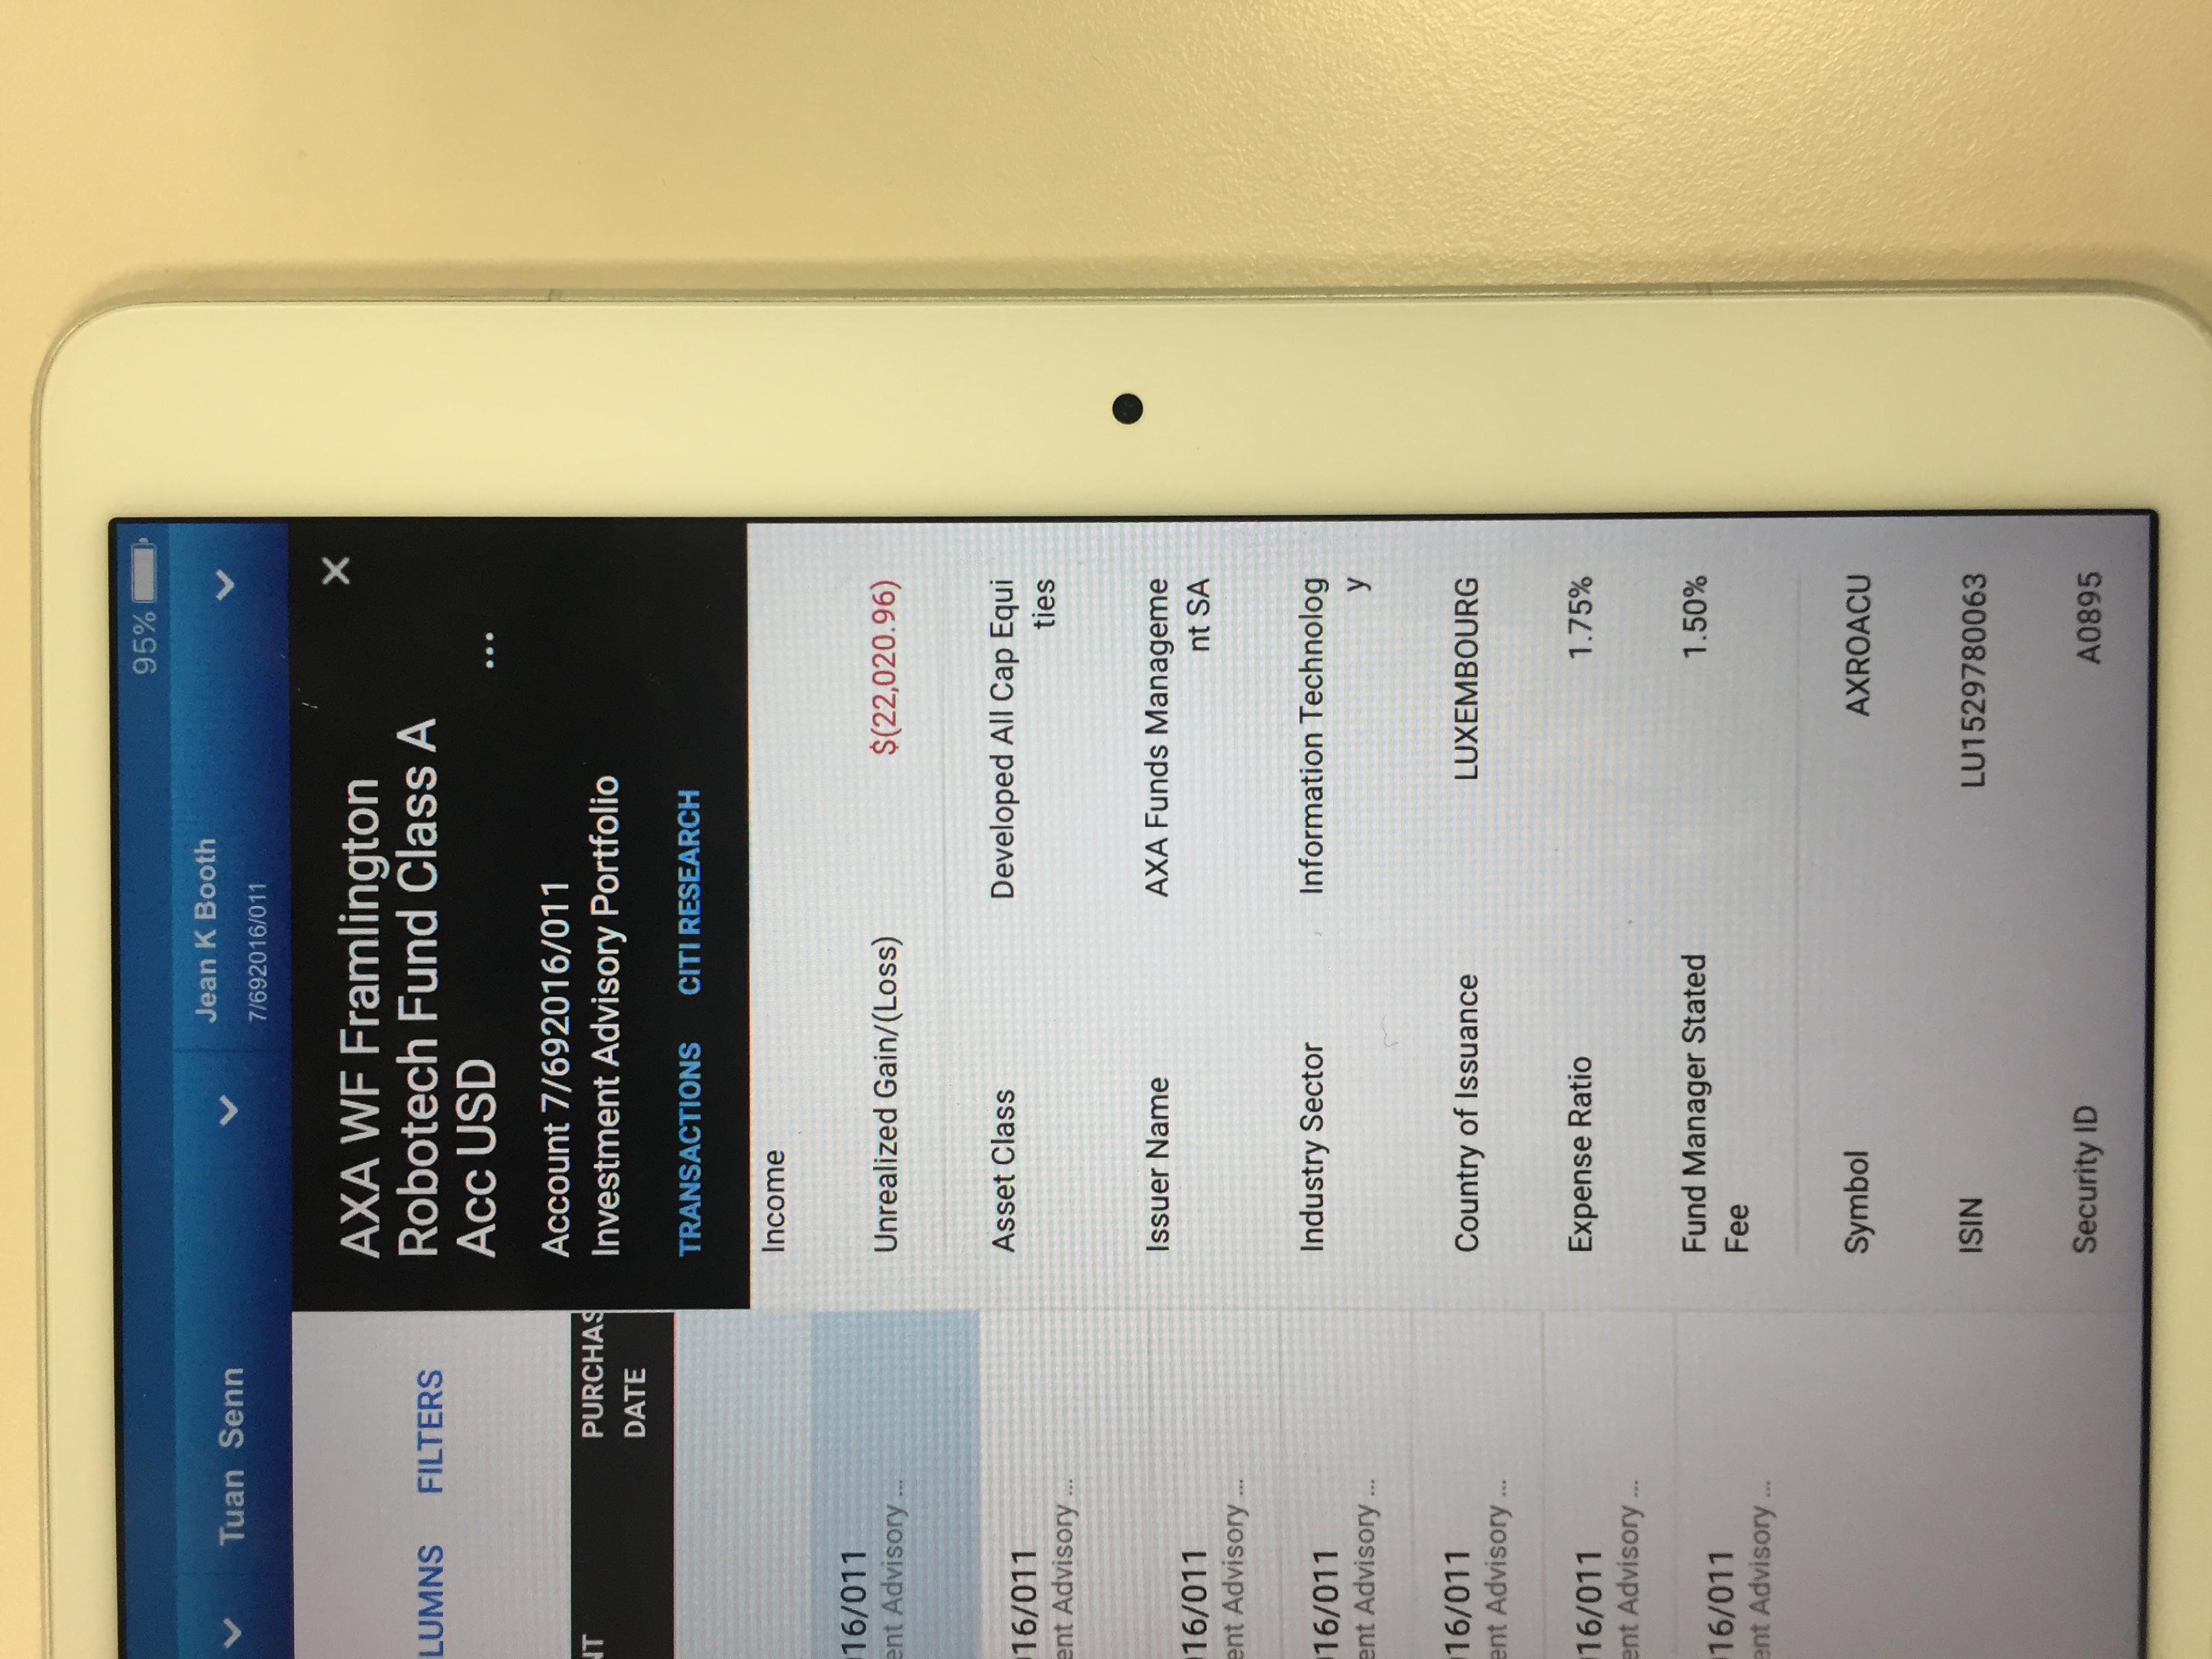 95%
Tuan Senn
Jean K Booth
7/692016/011
LUMNS FILTERS
NT
PURCHAS
DATE
16/011
ent Advisory ...
16/011
ent Advisory ...
16/011
ent Advisory ...
16/011
ent Advisory ...
16/011
ent Advisory ...
16/011
ent Advisory ...
16/011
ent Advisory ...
AXA WF Framlington
Robotech Fund Class A
Acc USD
...
X
Account 7/692016/011
Investment Advisory Portfolio
TRANSACTIONS CITI RESEARCH
Income
Unrealized Gain/(Loss) $(22,020.96)
Asset Class Developed All Cap Equi
ties
Issuer Name AXA Funds Manageme
nt SA
Industry Sector Information Technolog
y
Country of Issuance LUXEMBOURG
Expense Ratio 1.75%
Fund Manager Stated 1.50%
Fee
Symbol AXROACU
ISIN LU1529780063
Security ID A0895